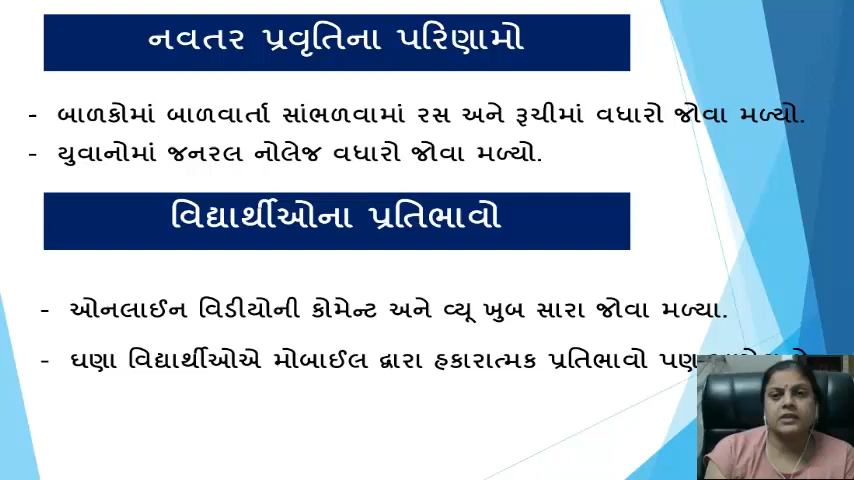 નવતર પ્રવૃતિના પરિણામો
- બાળકોમાં બાળવાર્તા સાંભળવામાં રસ અને રૂચીમાં વધારો જોવા મળ્યો.
- યુવાનોમાં જનરલ નોલેજ વધારો જોવા મળ્યો.
વિદ્યાર્થીઓના પ્રતિભાવો
- ઓનલાઈન વિડીયોની કોમેન્ટ અને વ્યૂ ખુબ સારા જોવા મળ્યા.
- ઘણા વિદ્યાર્થીઓએ મોબાઈલ દ્વારા હકારાત્મક પ્રતિભાવો પણ